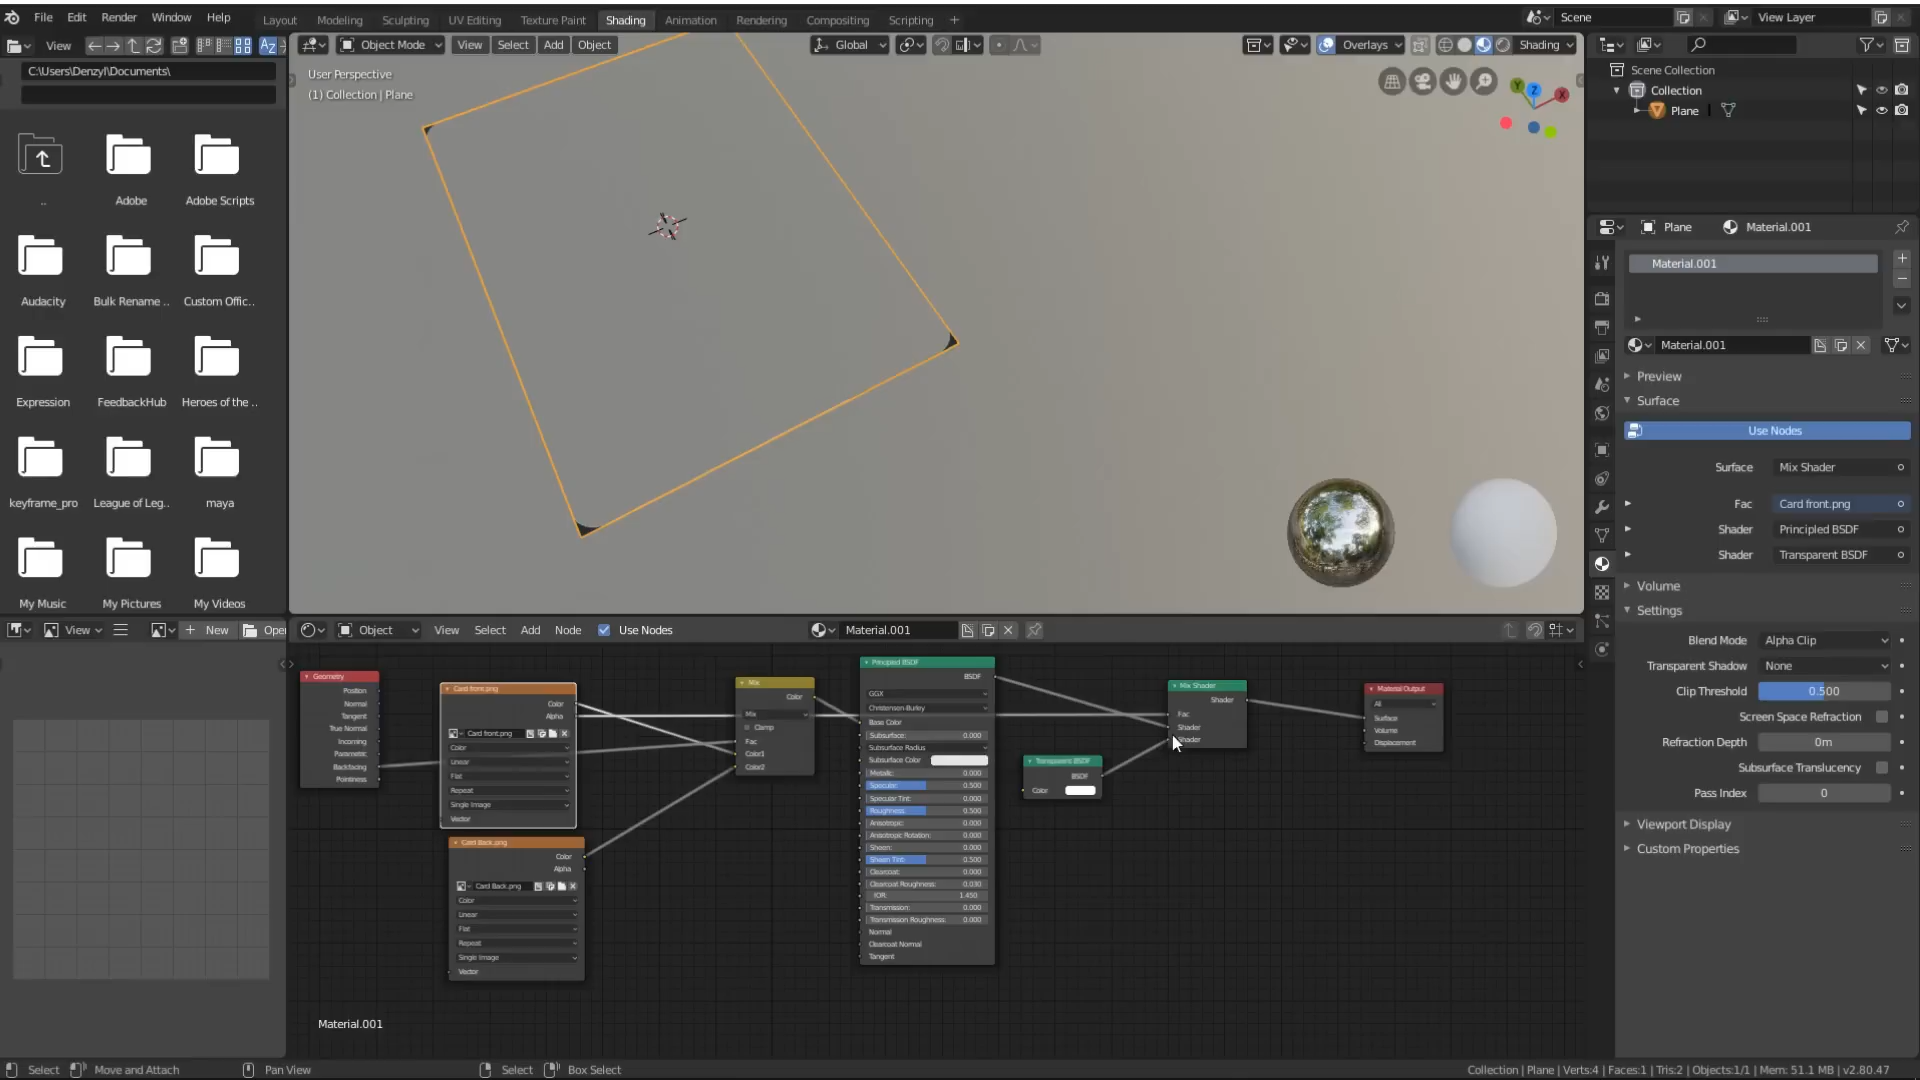 File Edit Render Window Help Layout Modeling Sculpting UV Editing Texture Paint Shading Animation Rendering Compositing Scripting + Scene View Layer
View
C:\Users\Denzyl\Documents\
.. Adobe Adobe Scripts
Audacity Bulk Rename .. Custom Offic..
Expression FeedbackHub Heroes of the ..
keyframe_pro League of Leg.. maya
My Music My Pictures My Videos
Object Mode View Select Add Object Global Overlays Shading
User Perspective
(1) Collection | Plane
Y Z X
Scene Collection
Collection
Plane
Plane Material.001
Material.001
Material.001
Preview
Surface
Use Nodes
Surface Mix Shader
Fac Card front.png
Shader Principled BSDF
Shader Transparent BSDF
Volume
Settings
Blend Mode Alpha Clip
Transparent Shadow None
Clip Threshold 0.500
Screen Space Refraction
Refraction Depth 0m
Subsurface Translucency
Pass Index 0
Viewport Display
Custom Properties
View New Oper
Object View Select Add Node Use Nodes Material.001
Geometry
Position
Normal
Tangent
True Normal
Incoming
Parametric
Backfacing
Pointiness
Card front.png
Color
Alpha
Card front.png
Color
Linear
Flat
Repeat
Single Image
Vector
Card Back.png
Color
Alpha
Card Back.png
Color
Linear
Flat
Repeat
Single Image
Vector
Mix
Color
Mix
Clamp
Fac
Color1
Color2
Principled BSDF
BSDF
GGX
Christensen-Burley
Base Color
Subsurface: 0.000
Subsurface Radius
Subsurface Color
Metallic: 0.000
Specular: 0.500
Specular Tint: 0.000
Roughness: 0.500
Anisotropic: 0.000
Anisotropic Rotation: 0.000
Sheen: 0.000
Sheen Tint: 0.500
Clearcoat: 0.000
Clearcoat Roughness: 0.030
IOR: 1.450
Transmission: 0.000
Transmission Roughness: 0.000
Normal
Clearcoat Normal
Tangent
Transparent BSDF
BSDF
Color
Mix Shader
Shader
Fac
Shader
Shader
Material Output
All
Surface
Volume
Displacement
Material.001
Select Move and Attach Pan View Select Box Select Collection | Plane | Verts:4 | Faces:1 | Tris:2 | Objects:1/1 | Mem: 51.1 MB | v2.80.47